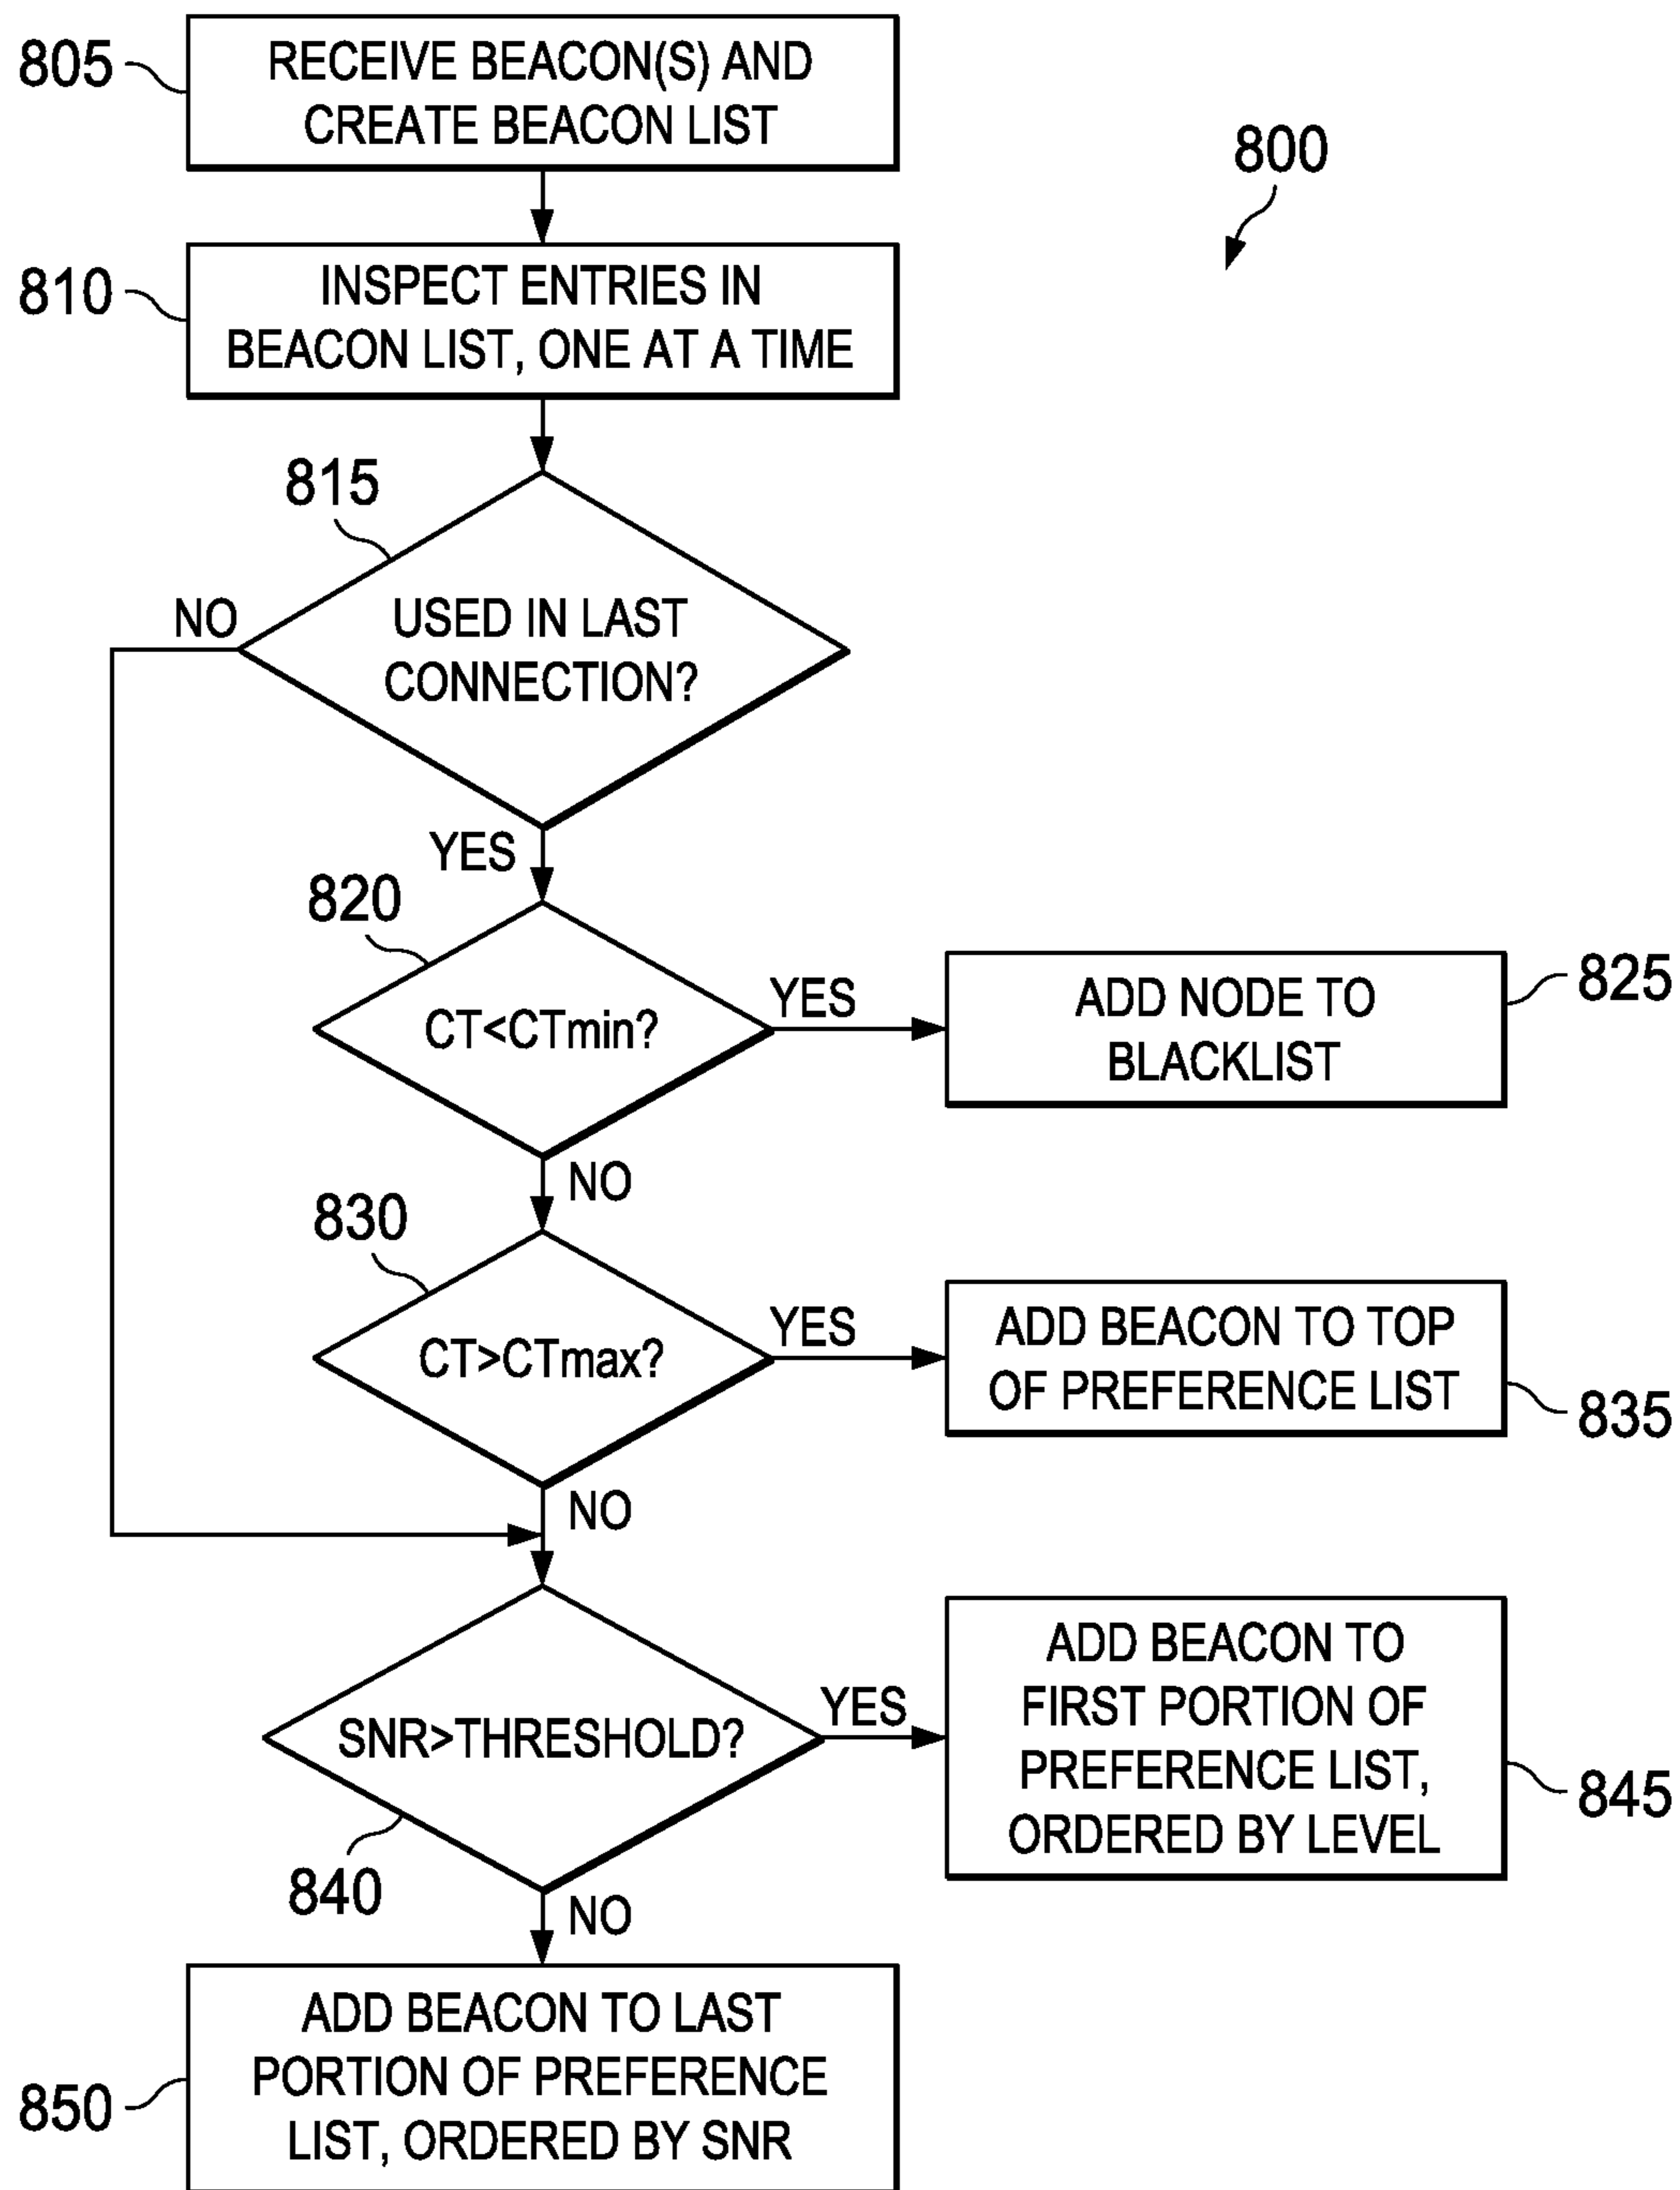 805
RECEIVE BEACON(S) AND
CREATE BEACON LIST
800
810
INSPECT ENTRIES IN
BEACON LIST, ONE AT A TIME
815
NO
USED IN LAST
CONNECTION?
YES
820
CT<CTmin?
YES
ADD NODE TO
BLACKLIST
825
NO
830
CT>CTmax?
YES
ADD BEACON TO TOP
OF PREFERENCE LIST
835
NO
SNR>THRESHOLD?
YES
ADD BEACON TO
FIRST PORTION OF
PREFERENCE LIST,
ORDERED BY LEVEL
845
840
NO
850
ADD BEACON TO LAST
PORTION OF PREFERENCE
LIST, ORDERED BY SNR